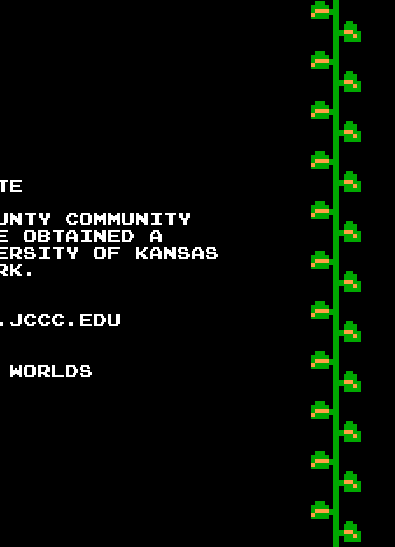 TE
UNTY COMMUNITY
E OBTAINED A
ERSITY OF KANSAS
RK.
.JCCC.EDU
WORLDS